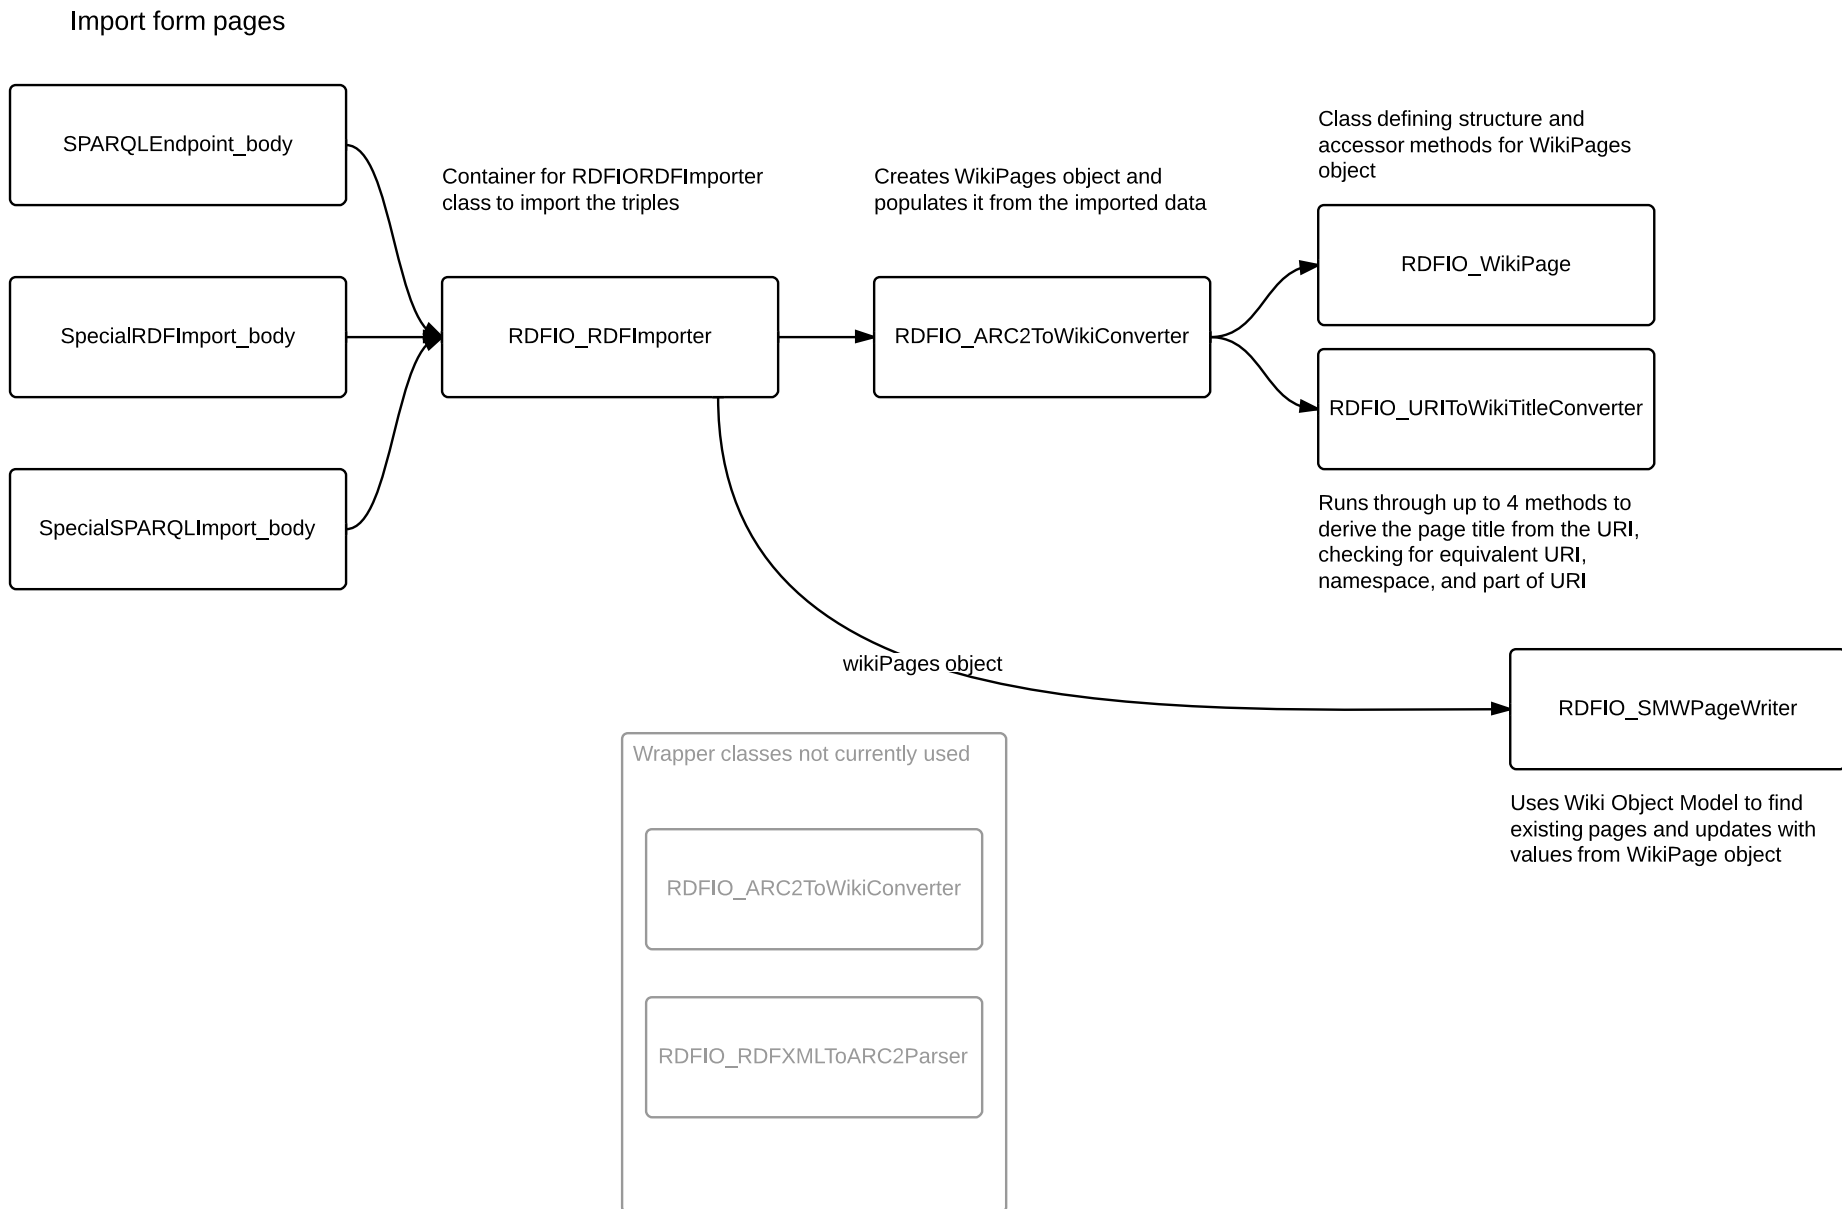 Import form pages
SPARQLEndpoint_body
SpecialRDFImport_body
SpecialSPARQLImport_body
Container for RDFIORDFImporter
class to import the triples
RDFIO_RDFImporter
Creates WikiPages object and
populates it from the imported data
RDFIO_ARC2ToWikiConverter
Class defining structure and
accessor methods for WikiPages
object
RDFIO_WikiPage
RDFIO_URIToWikiTitleConverter
Runs through up to 4 methods to
derive the page title from the URI,
checking for equivalent URI,
namespace, and part of URI
wikiPages object
RDFIO_SMWPageWriter
Uses Wiki Object Model to find
existing pages and updates with
values from WikiPage object
Wrapper classes not currently used
RDFIO_ARC2ToWikiConverter
RDFIO_RDFXMLToARC2Parser